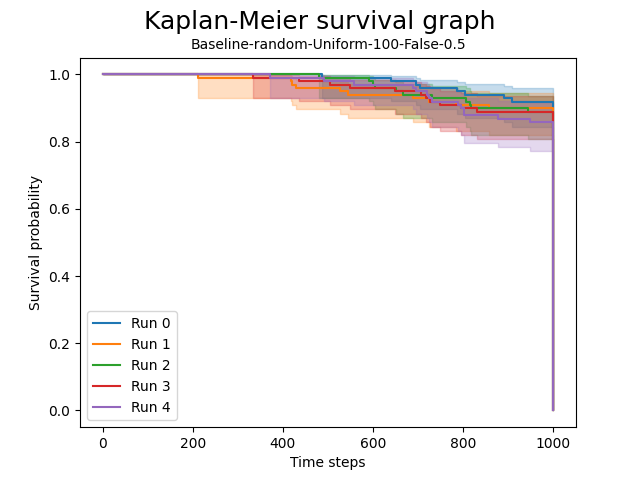 Kaplan-Meier survival graph
Baseline-random-Uniform-100-False-0.5
1.0
0.8
0.6
0.4
0.2
0.0
Survival probability
Run 0
Run 1
Run 2
Run 3
Run 4
0 200 400 600 800 1000
Time steps